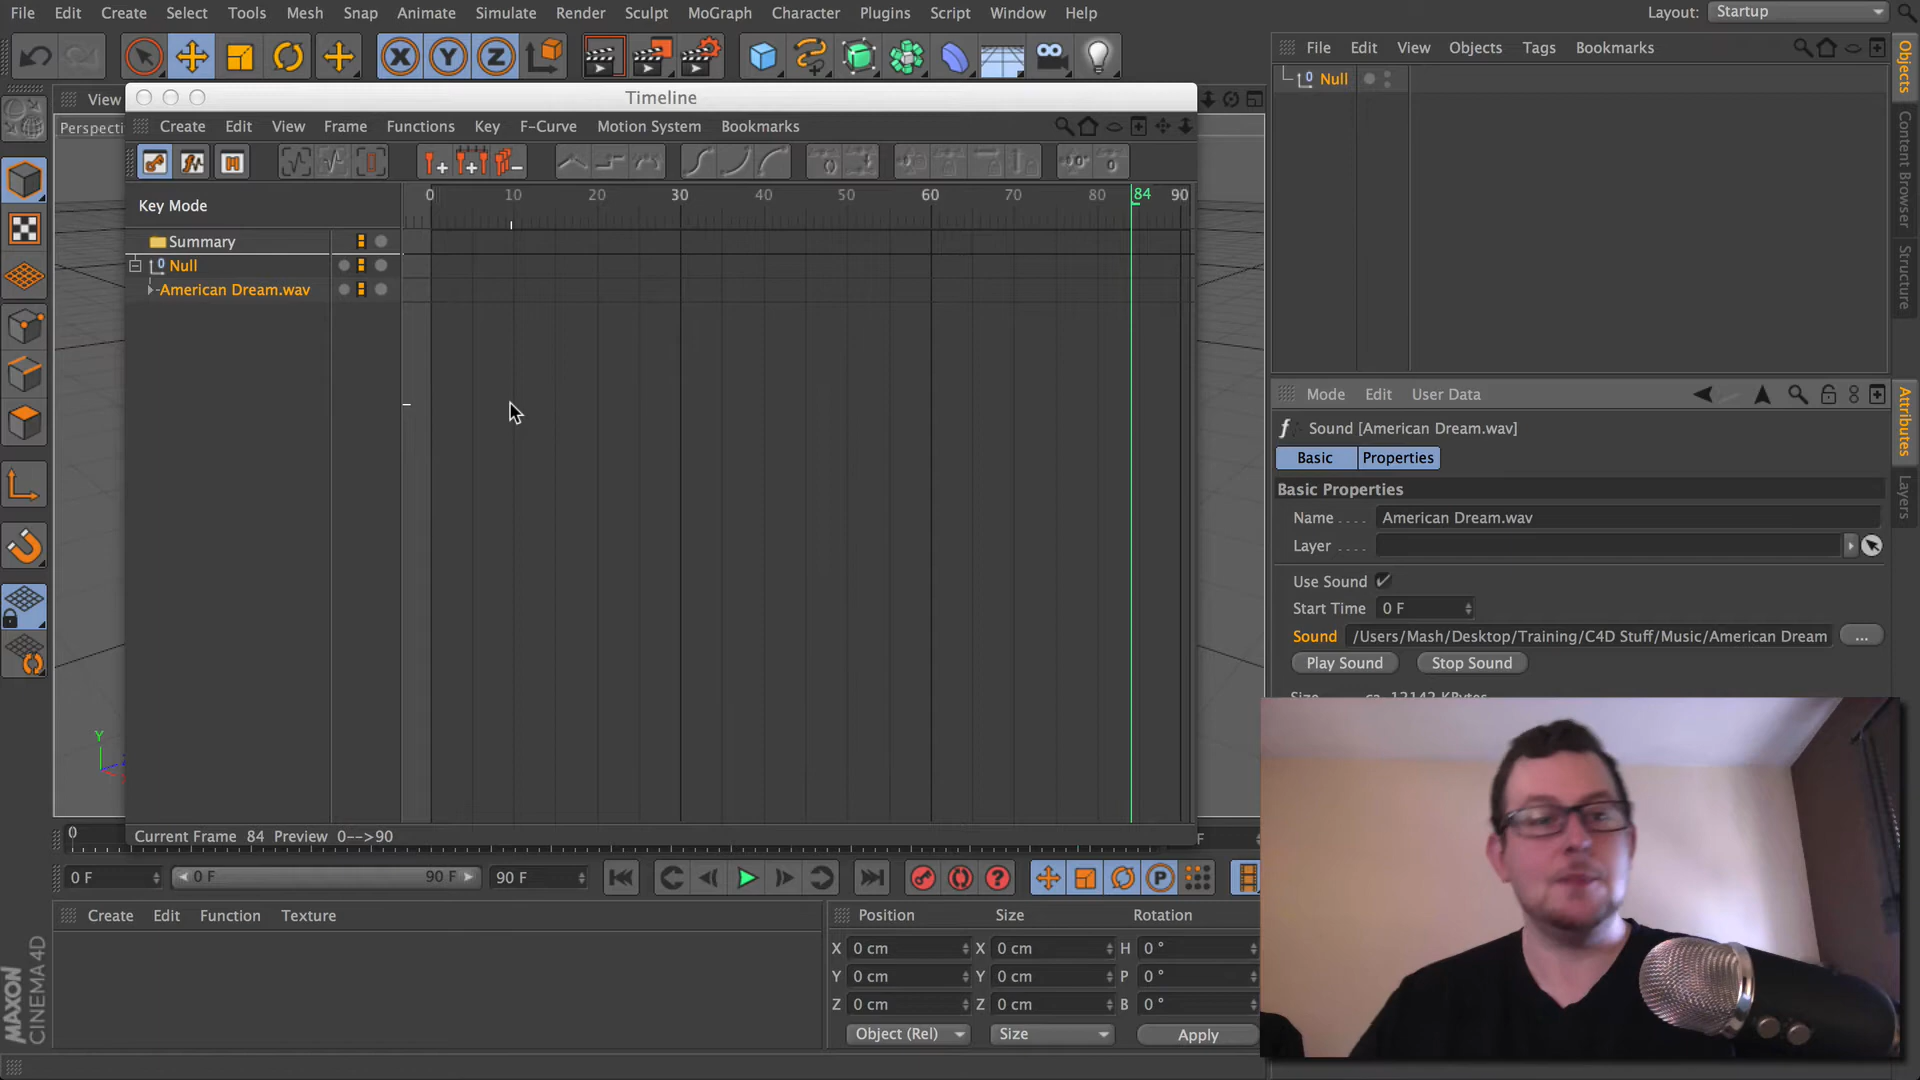 File Edit Create Select Tools Mesh Snap Animate Simulate Render Sculpt MoGraph Character Plugins Script Window Help Layout: Startup
X Y Z
File Edit View Objects Tags Bookmarks
0 Null
Objects
Content Browser
Structure
View
Perspecti
Timeline
Create Edit View Frame Functions Key F-Curve Motion System Bookmarks
Key Mode
0 10 20 30 40 50 60 70 80 84 90
Summary
0 Null
American Dream.wav
Current Frame 84 Preview 0-->90
Mode Edit User Data
Attributes
Layers
Sound [American Dream.wav]
Basic Properties
Basic Properties
Name . . . . American Dream.wav
Layer . . . .
Use Sound ✓
Start Time 0 F
Sound /Users/Mash/Desktop/Training/C4D Stuff/Music/American Dream ...
Play Sound Stop Sound
Size ca. 12142 KBytes
Y
0 F
0 F 0 F 90 F 90 F
? P
Create Edit Function Texture
Position Size Rotation
X 0 cm X 0 cm H 0 °
Y 0 cm Y 0 cm P 0 °
Z 0 cm Z 0 cm B 0 °
Object (Rel) Size Apply
MAXON
CINEMA 4D